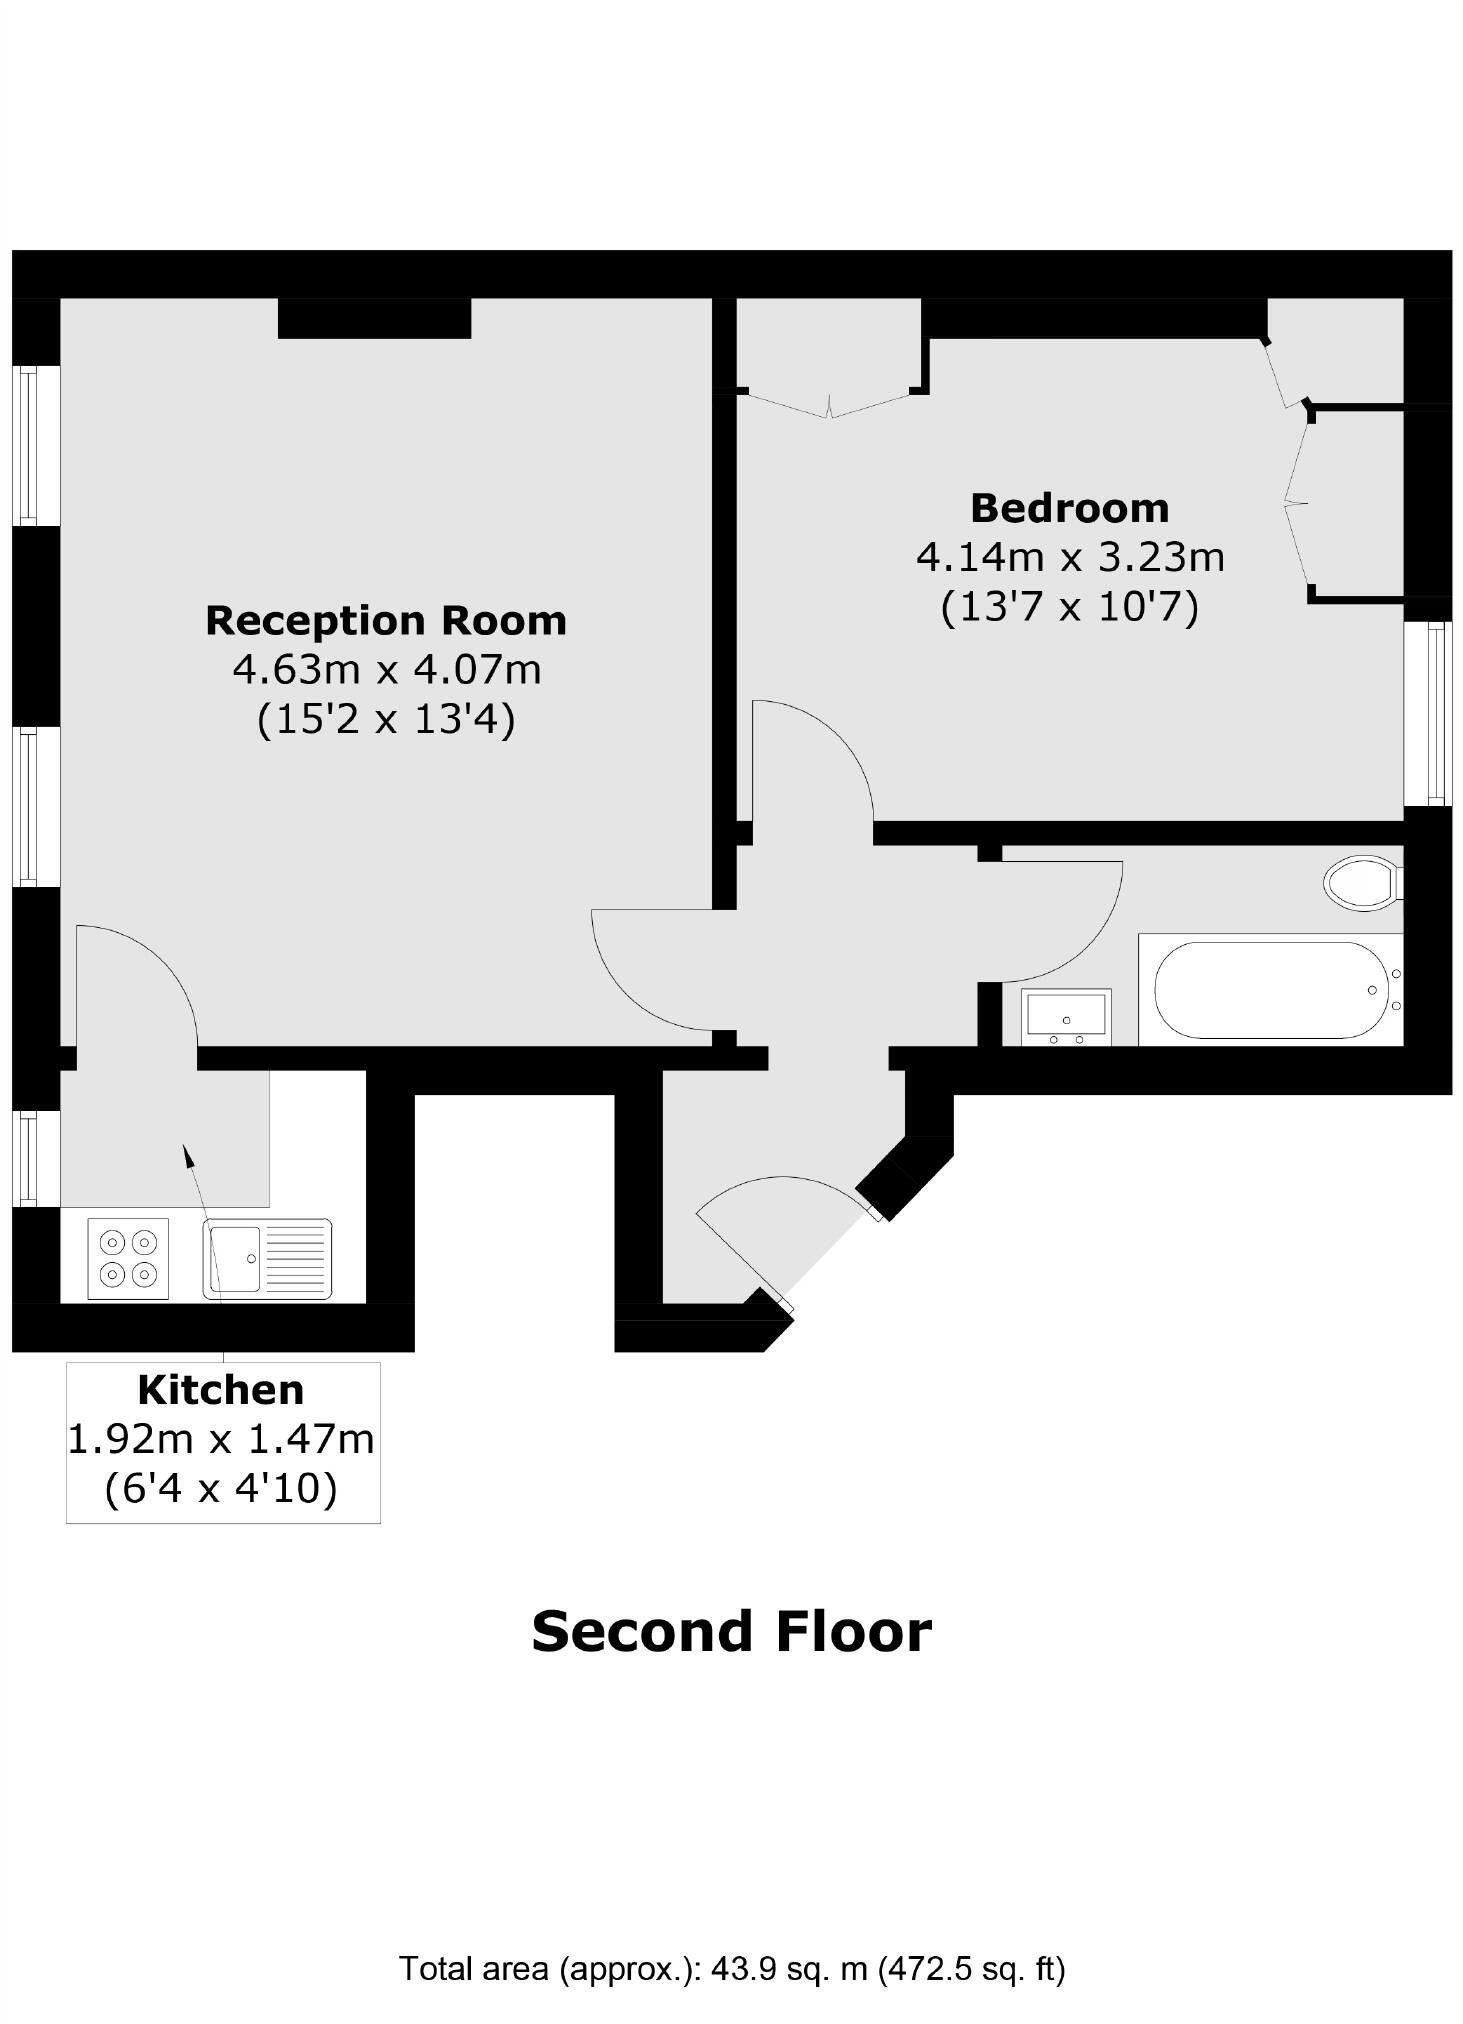 Bedroom
4.14m x 3.23m
(13'7 x 10'7)
Reception Room
4.63m x 4.07m
(15'2 x 13'4)
Kitchen
1.92m x 1.47m
(6'4 x 4'10)
Second Floor
Total area (approx.): 43.9 sq. m (472.5 sq. ft)